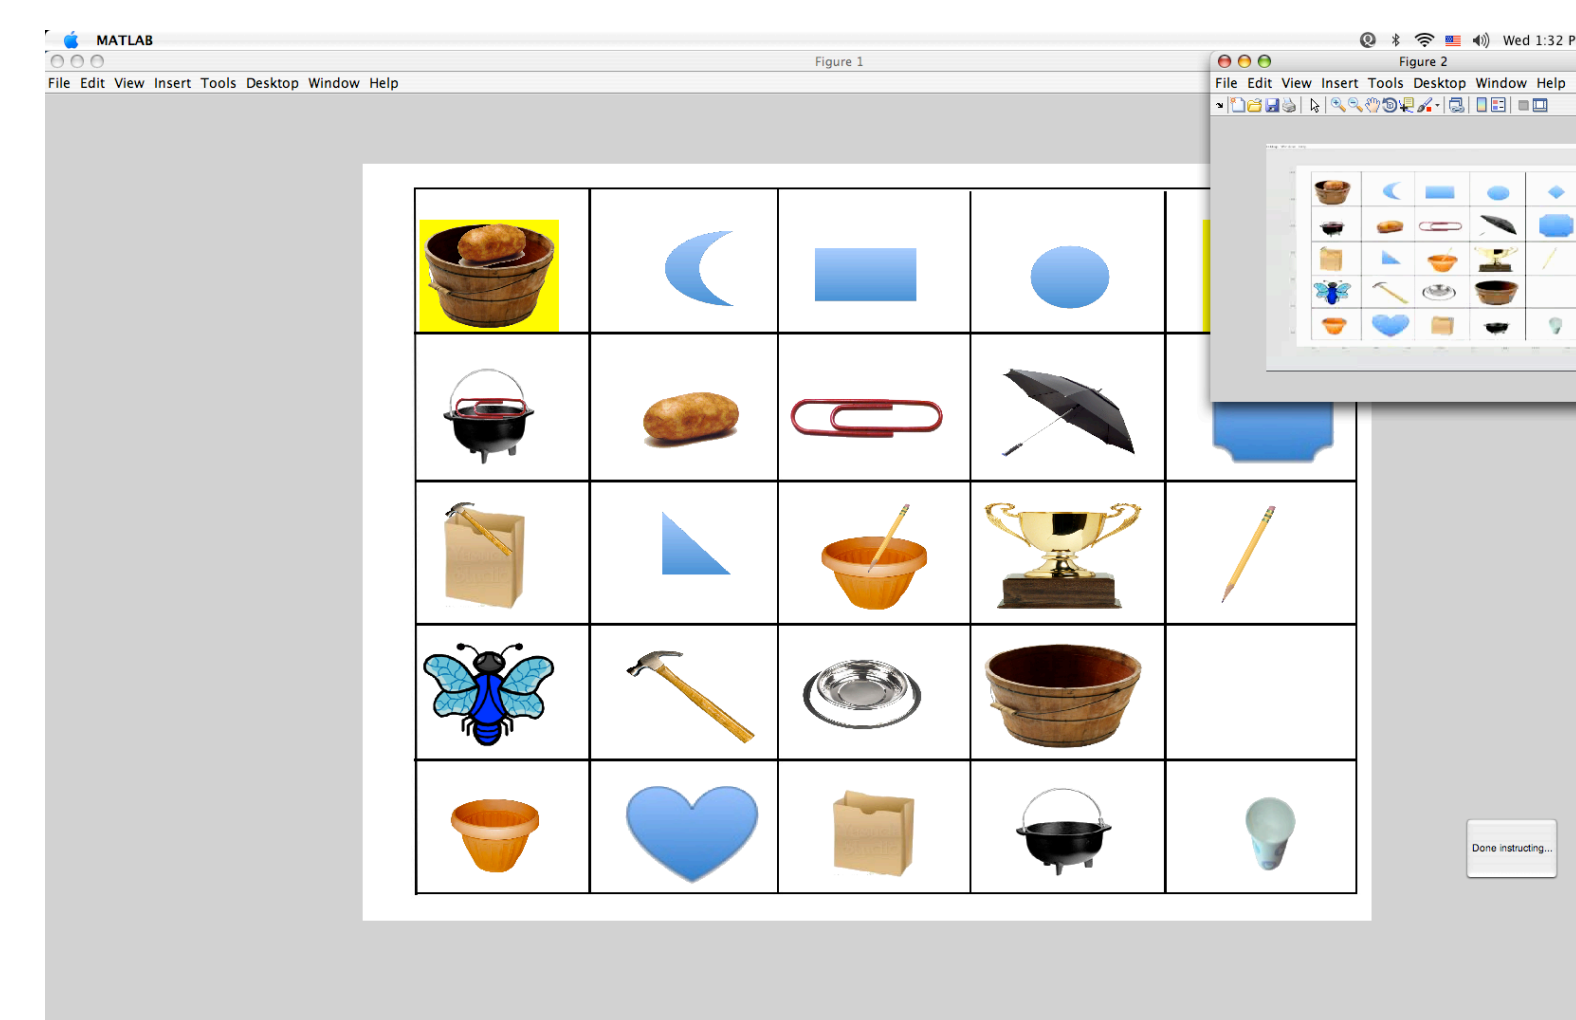 MATLAB
Wed 1:32 P
Figure 1
Figure 2
File Edit View Insert Tools Desktop Window Help
File Edit View Insert Tools Desktop Window Help
Done instructing...